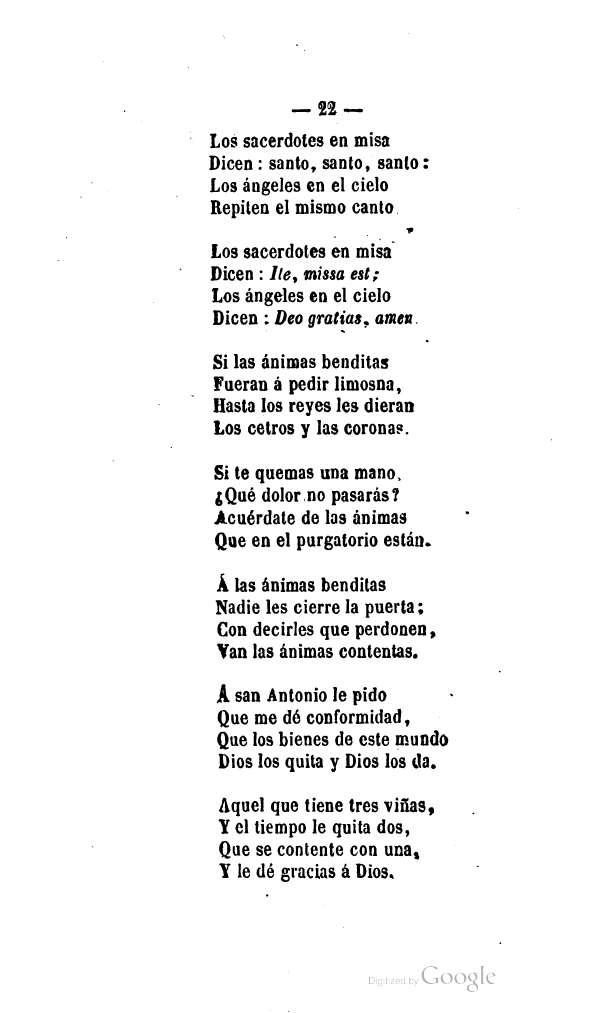 — 22 —
Los sacerdotes en misa
Dicen : santo, santo, santo :
Los ángeles en el cielo
Repiten el mismo canto
Los sacerdotes en misa
Dicen : Ite, missa est;
Los ángeles en el cielo
Dicen : Deo gratias, amen.
Si las ánimas benditas
Fueran á pedir limosna,
Hasta los reyes les dieran
Los cetros y las coronas.
Si te quemas una mano,
¿Qué dolor no pasarás?
Acuérdate de las ánimas
Que en el purgatorio están.
Á las ánimas benditas
Nadie les cierre la puerta;
Con decirles que perdonen,
Van las ánimas contentas.
Á san Antonio le pido
Que me dé conformidad,
Que los bienes de este mundo
Dios los quita y Dios los da.
Aquel que tiene tres viñas,
Y el tiempo le quita dos,
Que se contente con una,
Y le dé gracias á Dios.
Digitized by Google